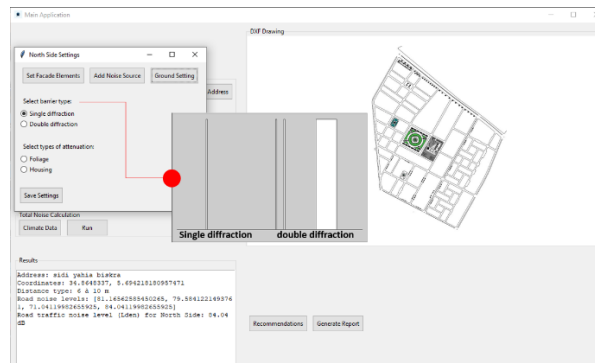 Main Application
DXF Drawing
North Side Settings
Set Facade Elements
Add Noise Source
Ground Setting
Address
Select barrier type:
Single diffraction
Double diffraction
Select types of attenuation:
Foliage
Housing
Save Settings
Single diffraction
double diffraction
Total Noise Calculation
Climate Data
Run
Results
Address: sidi yahia biskra
Coordinates: 34.8648337, 5.654218180957471
Distance type: 6 à 10 m
Road noise levels: [81.16562585450265, 79.584122149376
1, 71.04119982655925, 84.04119982655925]
Road traffic noise level (Lden) for North Side: 84.04
dB
Recommendations
Generate Report